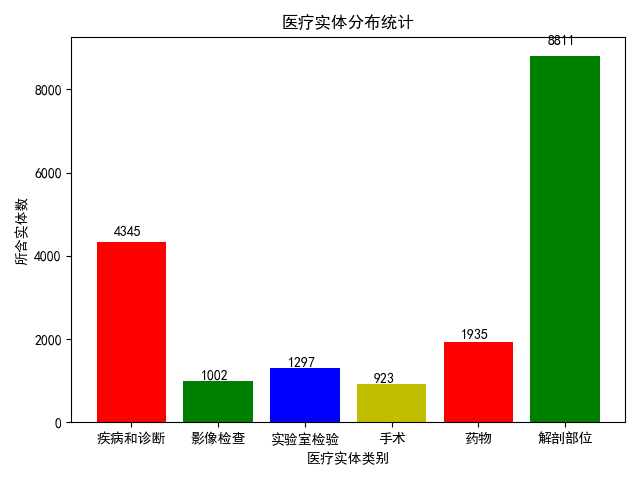 医疗实体分布统计
所含实体数
8000
6000
4000
2000
0
4345
1002
1297
923
1935
8811
疾病和诊断
影像检查
实验室检验
手术
药物
解剖部位
医疗实体类别